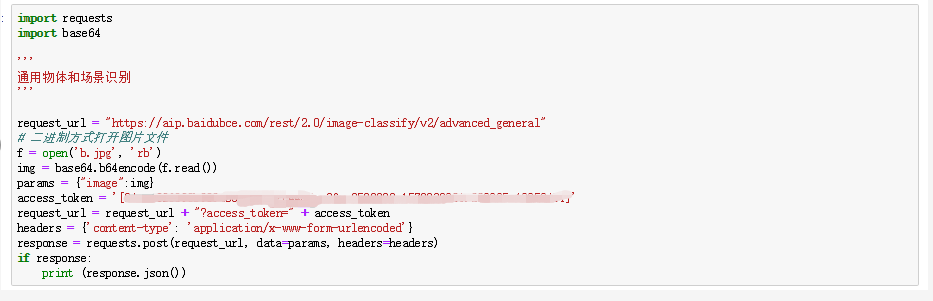 import requests
import base64
'''
通用物体和场景识别
'''
request_url = "https://aip.baidubce.com/rest/2.0/image-classify/v2/advanced_general"
# 二进制方式打开图片文件
f = open('b.jpg', 'rb')
img = base64.b64encode(f.read())
params = {"image":img}
access_token = '[
request_url = request_url + "?access_token=" + access_token
headers = {'content-type': 'application/x-www-form-urlencoded'}
response = requests.post(request_url, data=params, headers=headers)
if response:
    print (response.json())